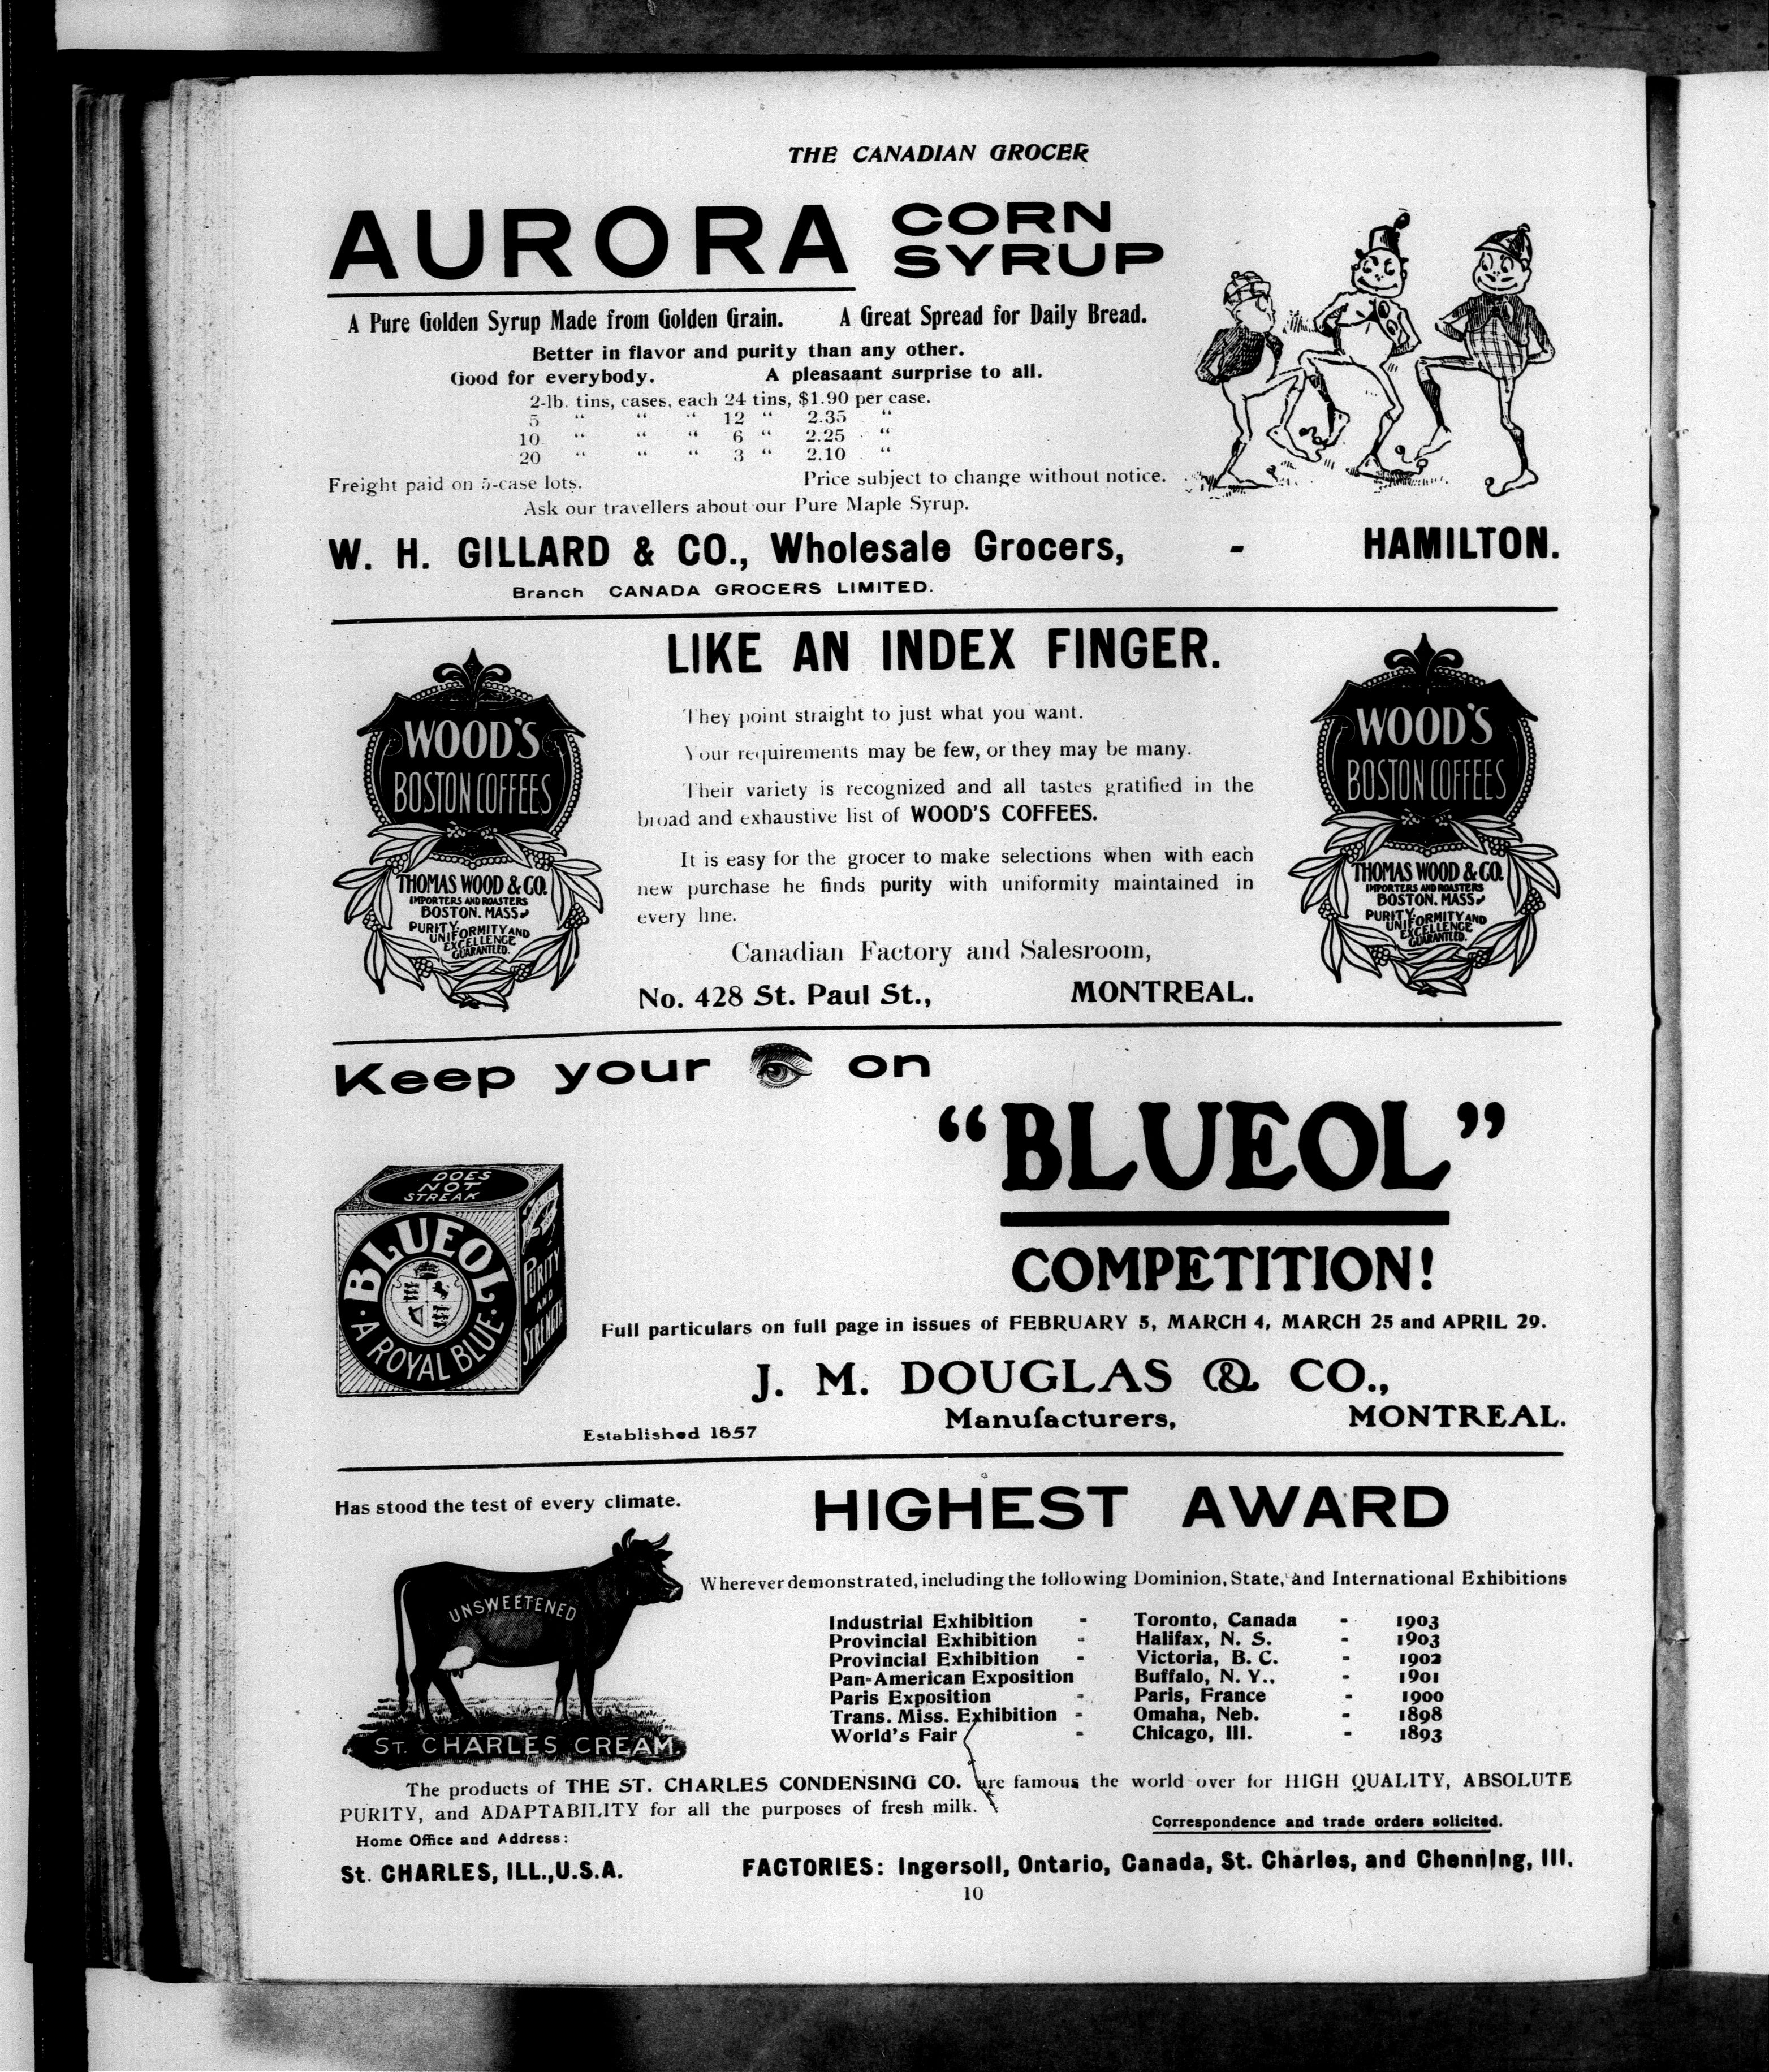 THE CANADIAN GROCER
AURORA CORN SYRUP
A Pure Golden Syrup Made from Golden Grain. A Great Spread for Daily Bread.
Better in flavor and purity than any other.
Good for everybody. A pleasaant surprise to all.
2-lb. tins, cases, each 24 tins, $1.90 per case.
5 " " " 12 " 2.35 "
10 " " " 6 " 2.25 "
20 " " " 3 " 2.10 "
Freight paid on 5-case lots. Price subject to change without notice.
Ask our travellers about our Pure Maple Syrup.
W. H. GILLARD & CO., Wholesale Grocers, - HAMILTON.
Branch CANADA GROCERS LIMITED.
LIKE AN INDEX FINGER.
WOOD'S
BOSTON COFFEES
THOMAS WOOD & CO.
IMPORTERS AND ROASTERS
BOSTON. MASS
PURITY
UNIFORMITY AND
EXCELLENCE
GUARANTEED.
They point straight to just what you want.
Your requirements may be few, or they may be many.
Their variety is recognized and all tastes gratified in the
broad and exhaustive list of WOOD'S COFFEES.
It is easy for the grocer to make selections when with each
new purchase he finds purity with uniformity maintained in
every line.
Canadian Factory and Salesroom,
No. 428 St. Paul St., MONTREAL.
WOOD'S
BOSTON COFFEES
THOMAS WOOD & CO.
IMPORTERS AND ROASTERS
BOSTON. MASS
PURITY
UNIFORMITY AND
EXCELLENCE
GUARANTEED.
Keep your on
"BLUEOL"
COMPETITION!
DOES
NOT
STREAK
BLUEOL
A ROYAL BLUE
PURITY
AND
STRENGTH
Full particulars on full page in issues of FEBRUARY 5, MARCH 4, MARCH 25 and APRIL 29.
J. M. DOUGLAS & CO.,
Established 1857 Manufacturers, MONTREAL.
Has stood the test of every climate.
HIGHEST AWARD
UNSWEETENED
ST. CHARLES CREAM.
Wherever demonstrated, including the following Dominion, State, and International Exhibitions
Industrial Exhibition - Toronto, Canada - 1903
Provincial Exhibition - Halifax, N. S. - 1903
Provincial Exhibition - Victoria, B. C. - 1902
Pan-American Exposition Buffalo, N. Y., - 1901
Paris Exposition - Paris, France - 1900
Trans. Miss. Exhibition - Omaha, Neb. - 1898
World's Fair - Chicago, Ill. - 1893
The products of THE ST. CHARLES CONDENSING CO. are famous the world over for HIGH QUALITY, ABSOLUTE
PURITY, and ADAPTABILITY for all the purposes of fresh milk.
Correspondence and trade orders solicited.
Home Office and Address:
St. CHARLES, ILL., U.S.A. FACTORIES: Ingersoll, Ontario, Canada, St. Charles, and Chenning, Ill.
10